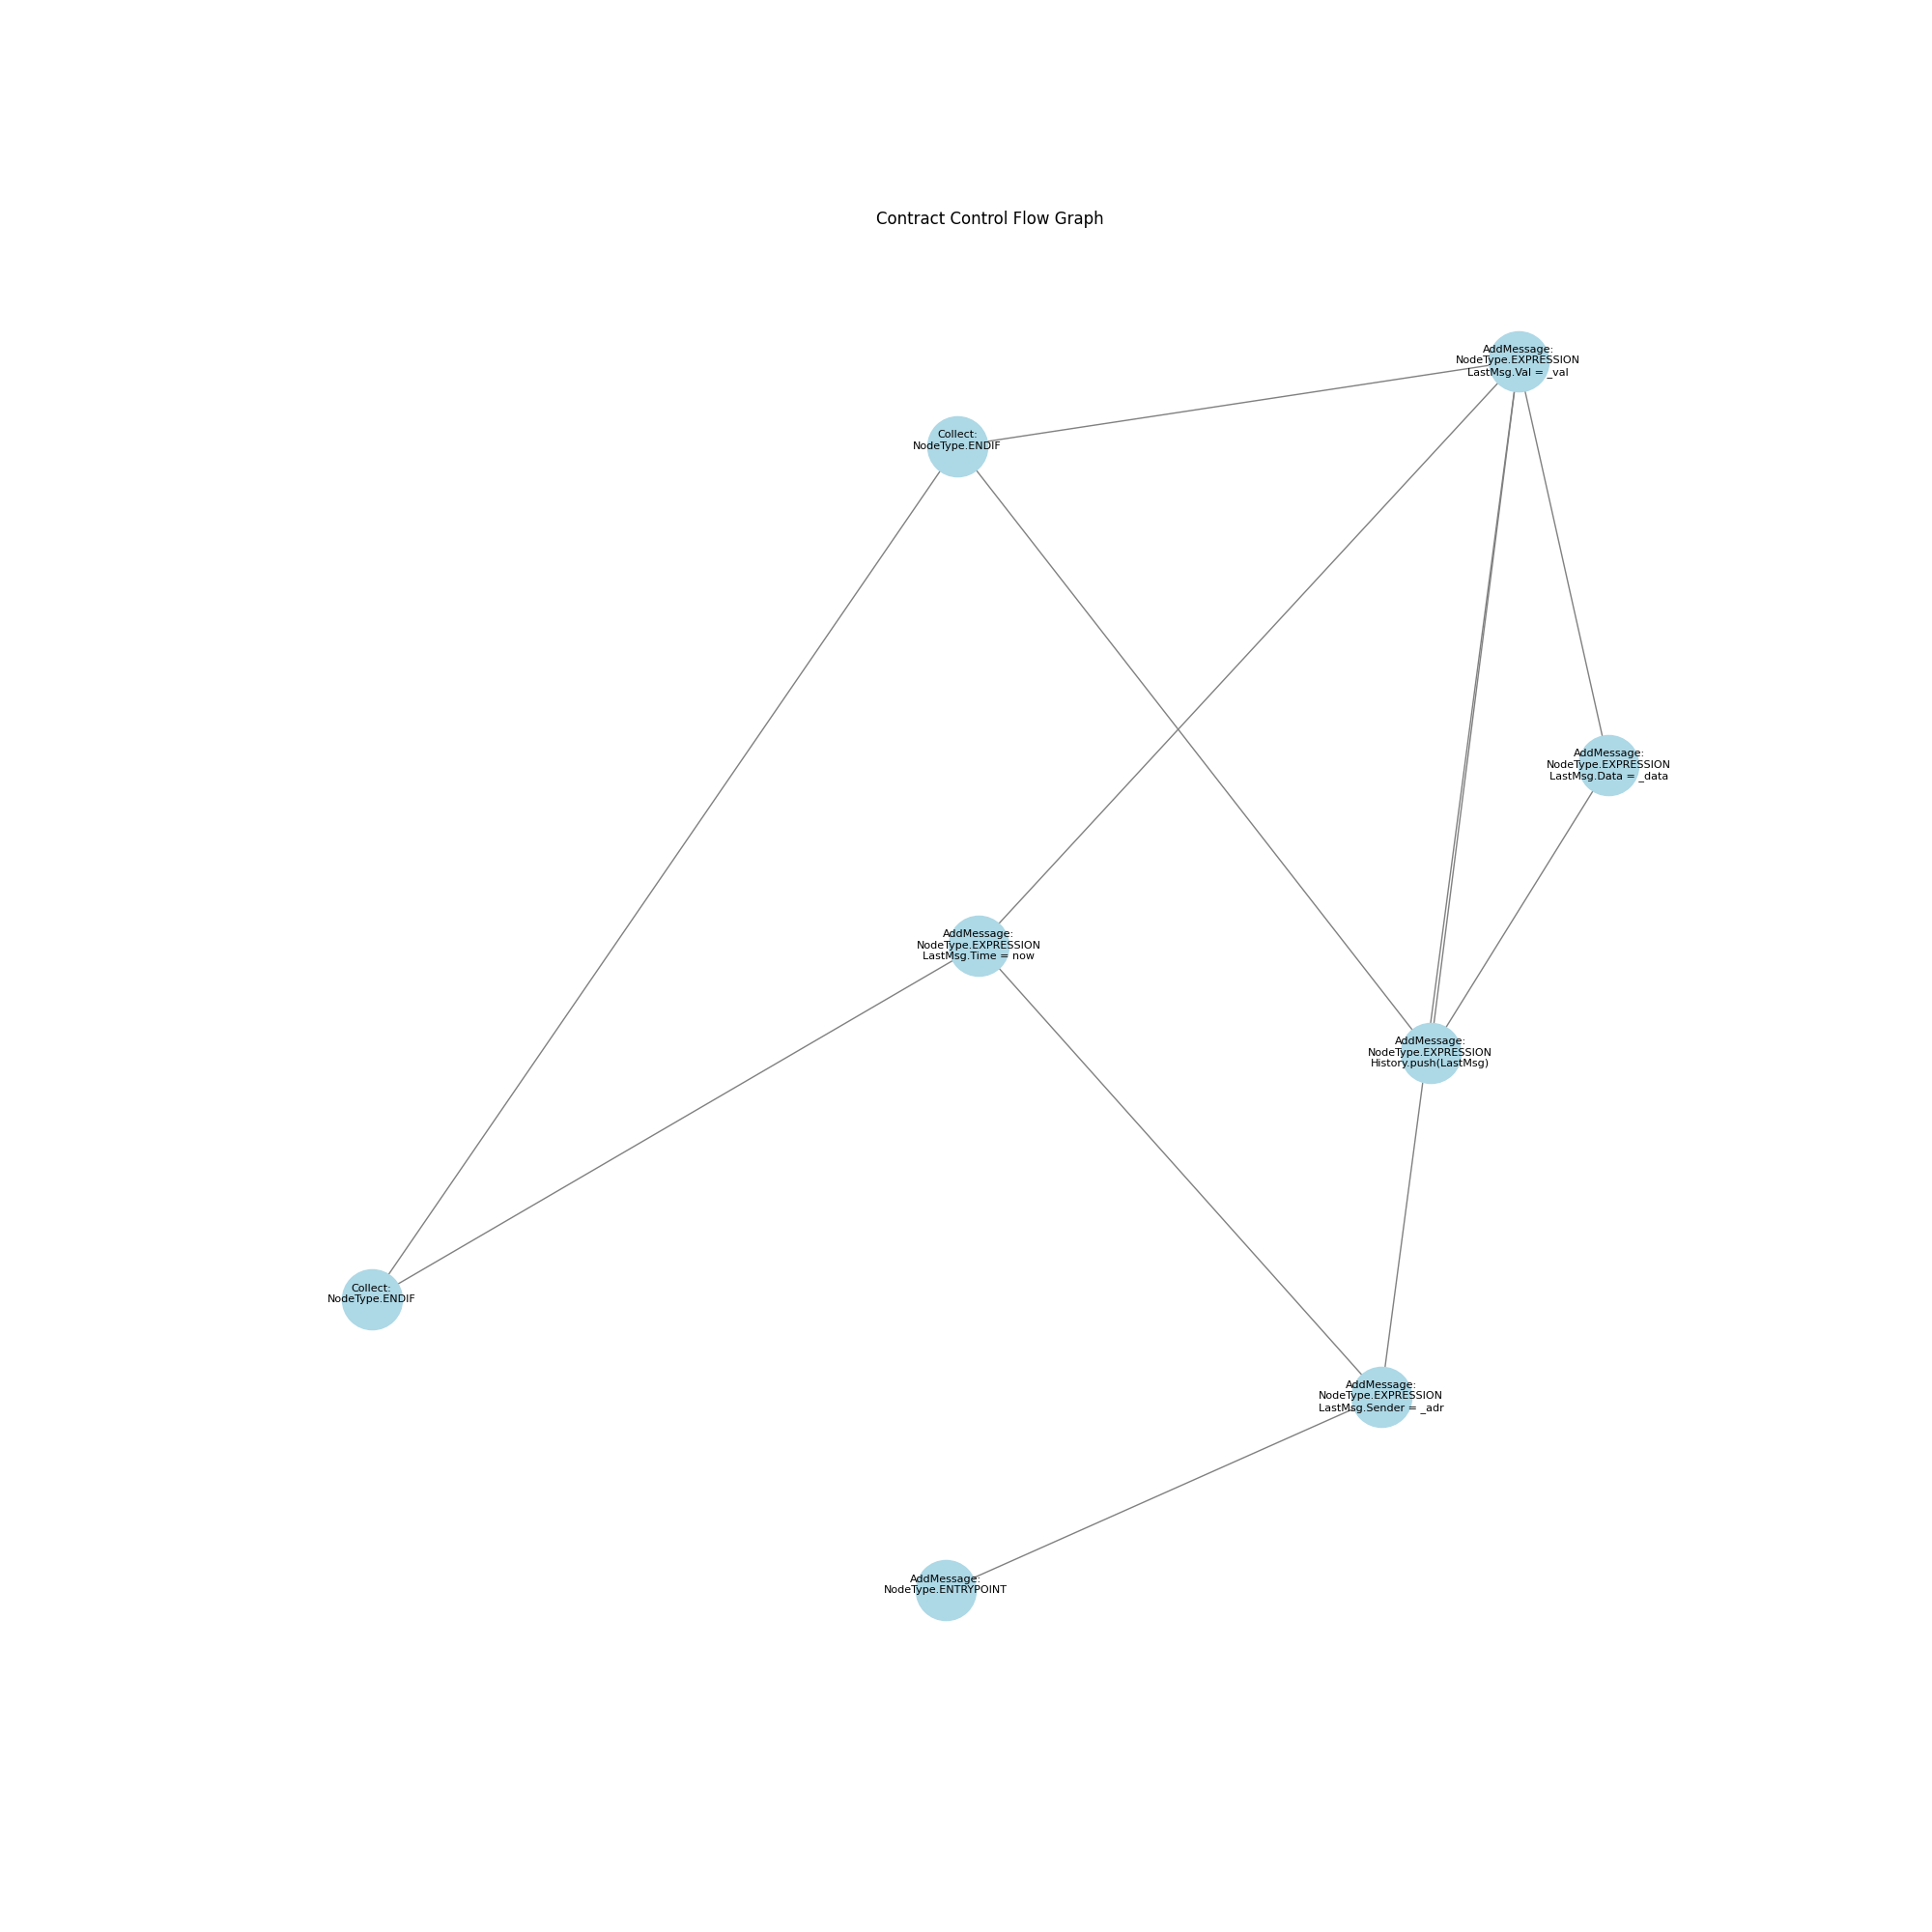 Contract Control Flow Graph
AddMessage:
NodeType.EXPRESSION
LastMsg.Val = _val
Collect:
NodeType.ENDIF
AddMessage:
NodeType.EXPRESSION
LastMsg.Data = _data
AddMessage:
NodeType.EXPRESSION
LastMsg.Time = now
AddMessage:
NodeType.EXPRESSION
History.push(LastMsg)
Collect:
NodeType.ENDIF
AddMessage:
NodeType.EXPRESSION
LastMsg.Sender = _adr
AddMessage:
NodeType.ENTRYPOINT